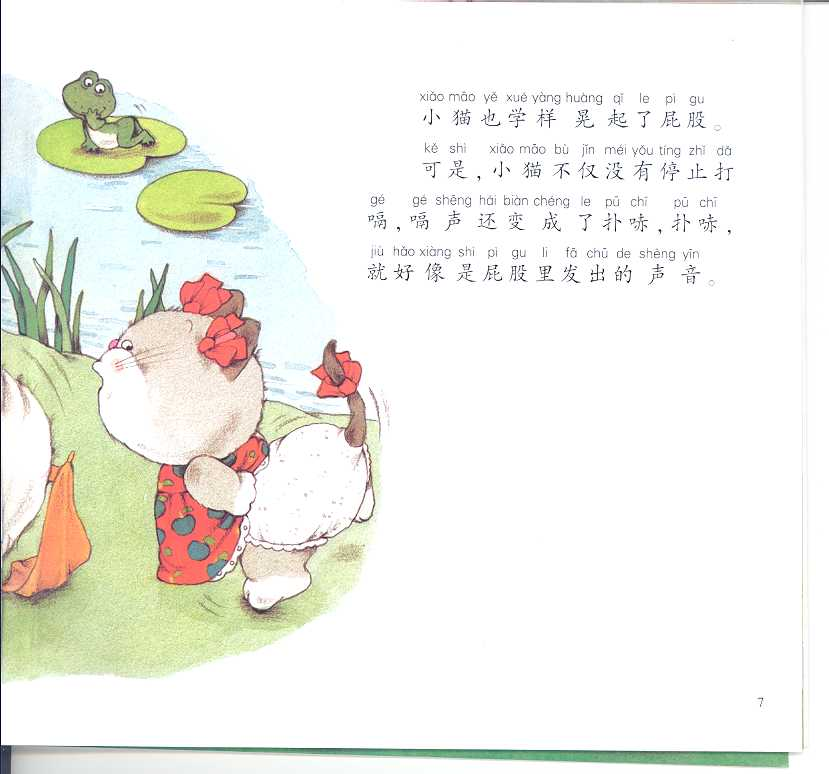 xiǎo māo yě xué yàng huàng qǐ le pì gu
小猫也学样晃起了屁股。
kě shì xiǎo māo bù jǐn méi yǒu tíng zhǐ dǎ
可是,小猫不仅没有停止打
gé gé shēng hái biàn chéng le pū chī pū chī
嗝,嗝声还变成了扑哧,扑哧,
jiù hǎo xiàng shì pì gu li fā chū de shēng yīn
就好像是屁股里发出的声音。
7